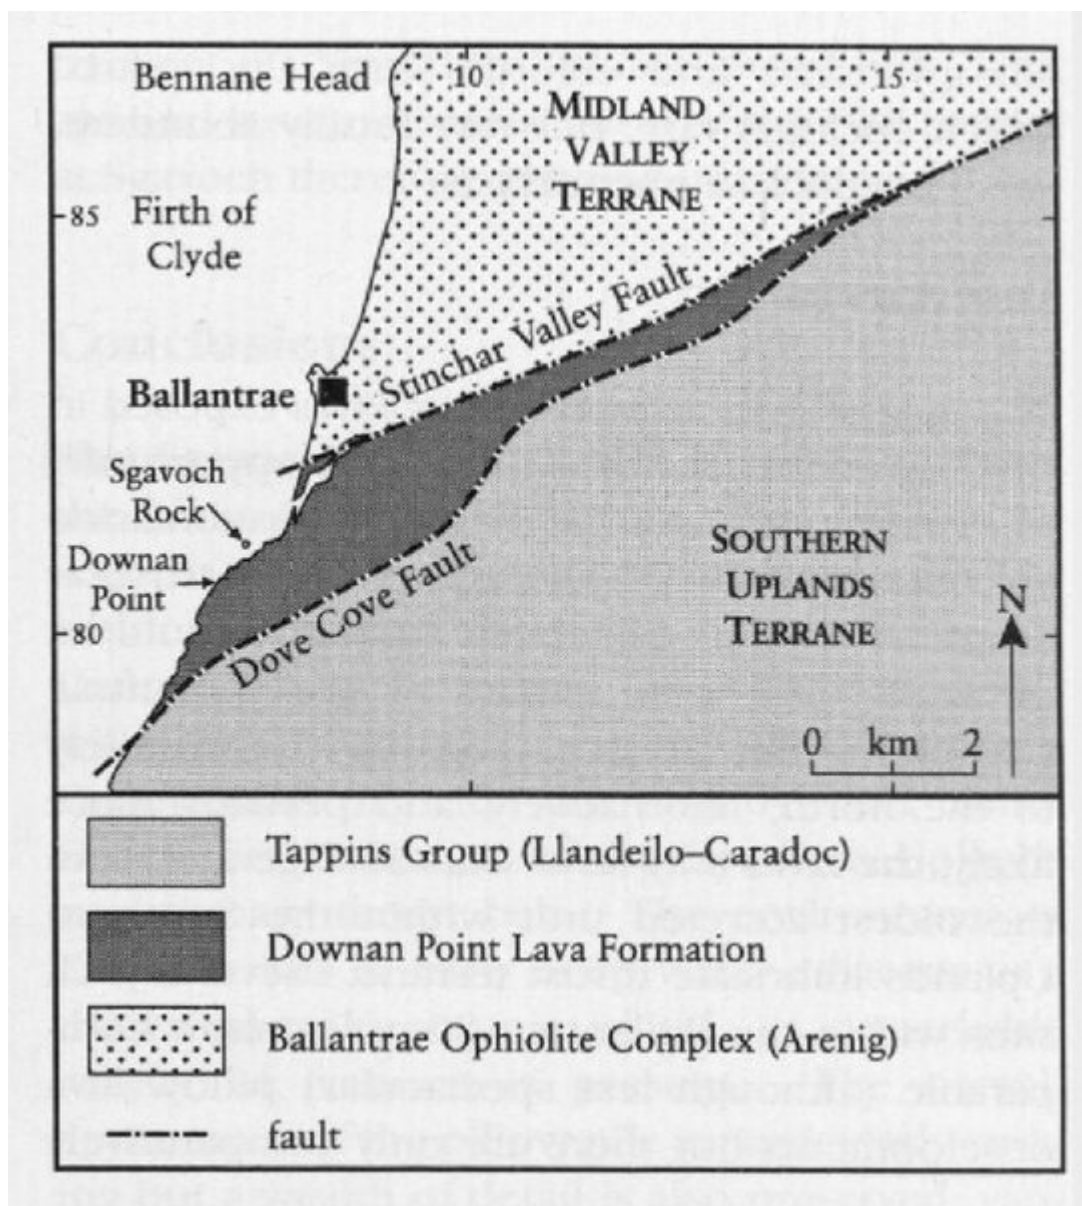 Bennane Head
10
15
MIDLAND
VALLEY
TERRANE
85
Firth of
Clyde
Stinchar Valley Fault
Ballantrae
Sgavoch
Rock
Downan
Point
SOUTHERN
UPLANDS
TERRANE
N
80
Dove Cove Fault
0 km 2
Tappins Group (Llandeilo–Caradoc)
Downan Point Lava Formation
Ballantrae Ophiolite Complex (Arenig)
fault